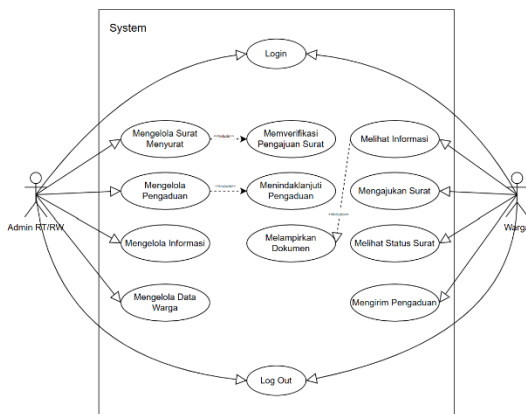 System
Login
Mengelola Surat
Menyurat
Memverifikasi
Pengajuan Surat
Melihat Informasi
Mengelola
Pengaduan
Menindaklanjuti
Pengaduan
Mengajukan Surat
Admin RT/RW
Warga
Mengelola Informasi
Melampirkan
Dokumen
Melihat Status Surat
Mengelola Data
Warga
Mengirim Pengaduan
Log Out